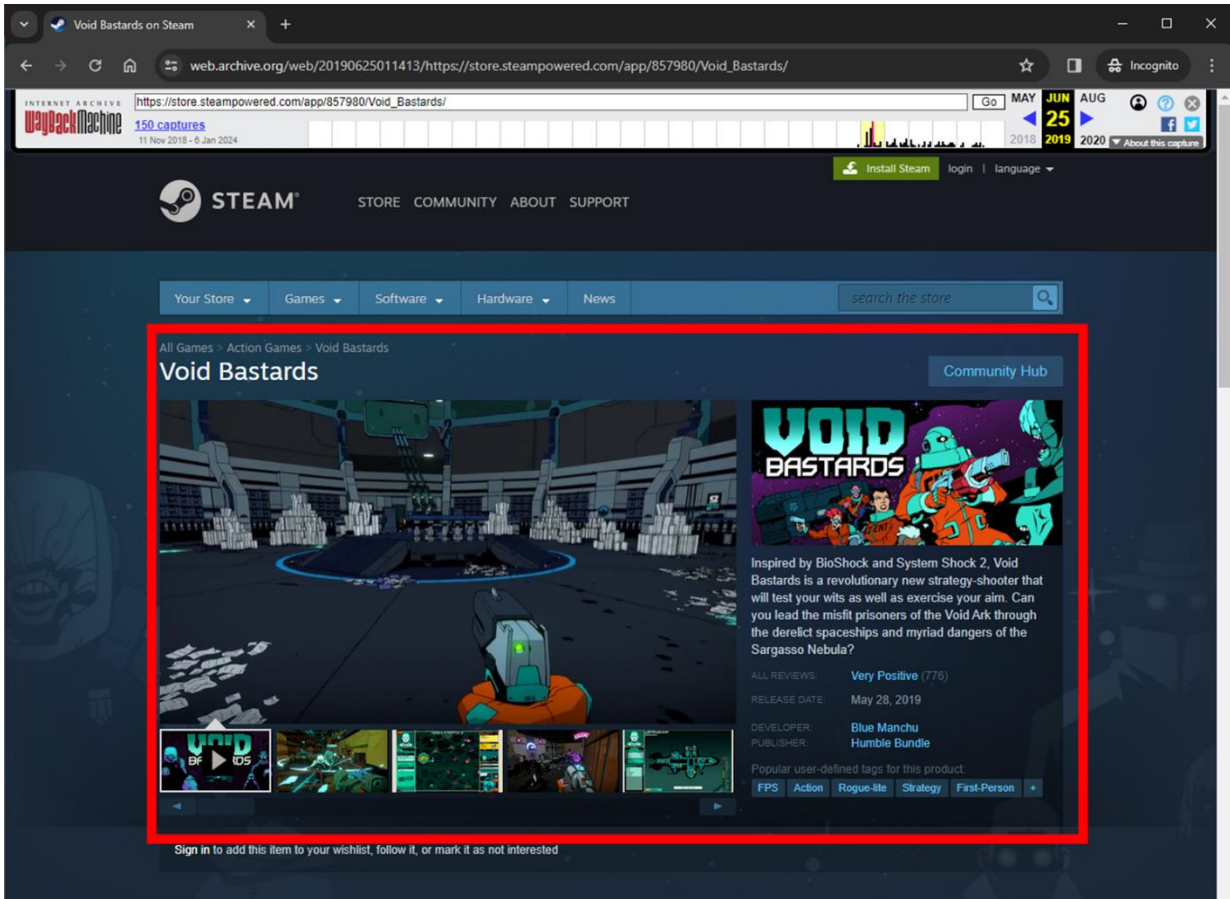 Void Bastards on Steam
web.archive.org/web/20190625011413/https://store.steampowered.com/app/857980/Void_Bastards/
Incognito
INTERNET ARCHIVE
WayBackMachine
https://store.steampowered.com/app/857980/Void_Bastards/
Go
MAY JUN AUG
150 captures
25
11 Nov 2018 - 6 Jan 2024
2018 2019 2020
About this capture
Install Steam login | language
STEAM®
STORE COMMUNITY ABOUT SUPPORT
Your Store Games Software Hardware News
search the store
All Games > Action Games > Void Bastards
Void Bastards
Community Hub
VOID
BASTARDS
Inspired by BioShock and System Shock 2, Void
Bastards is a revolutionary new strategy-shooter that
will test your wits as well as exercise your aim. Can
you lead the misfit prisoners of the Void Ark through
the derelict spaceships and myriad dangers of the
Sargasso Nebula?
ALL REVIEWS: Very Positive (776)
RELEASE DATE: May 28, 2019
DEVELOPER: Blue Manchu
PUBLISHER: Humble Bundle
Popular user-defined tags for this product:
FPS Action Rogue-lite Strategy First-Person +
Sign in to add this item to your wishlist, follow it, or mark it as not interested